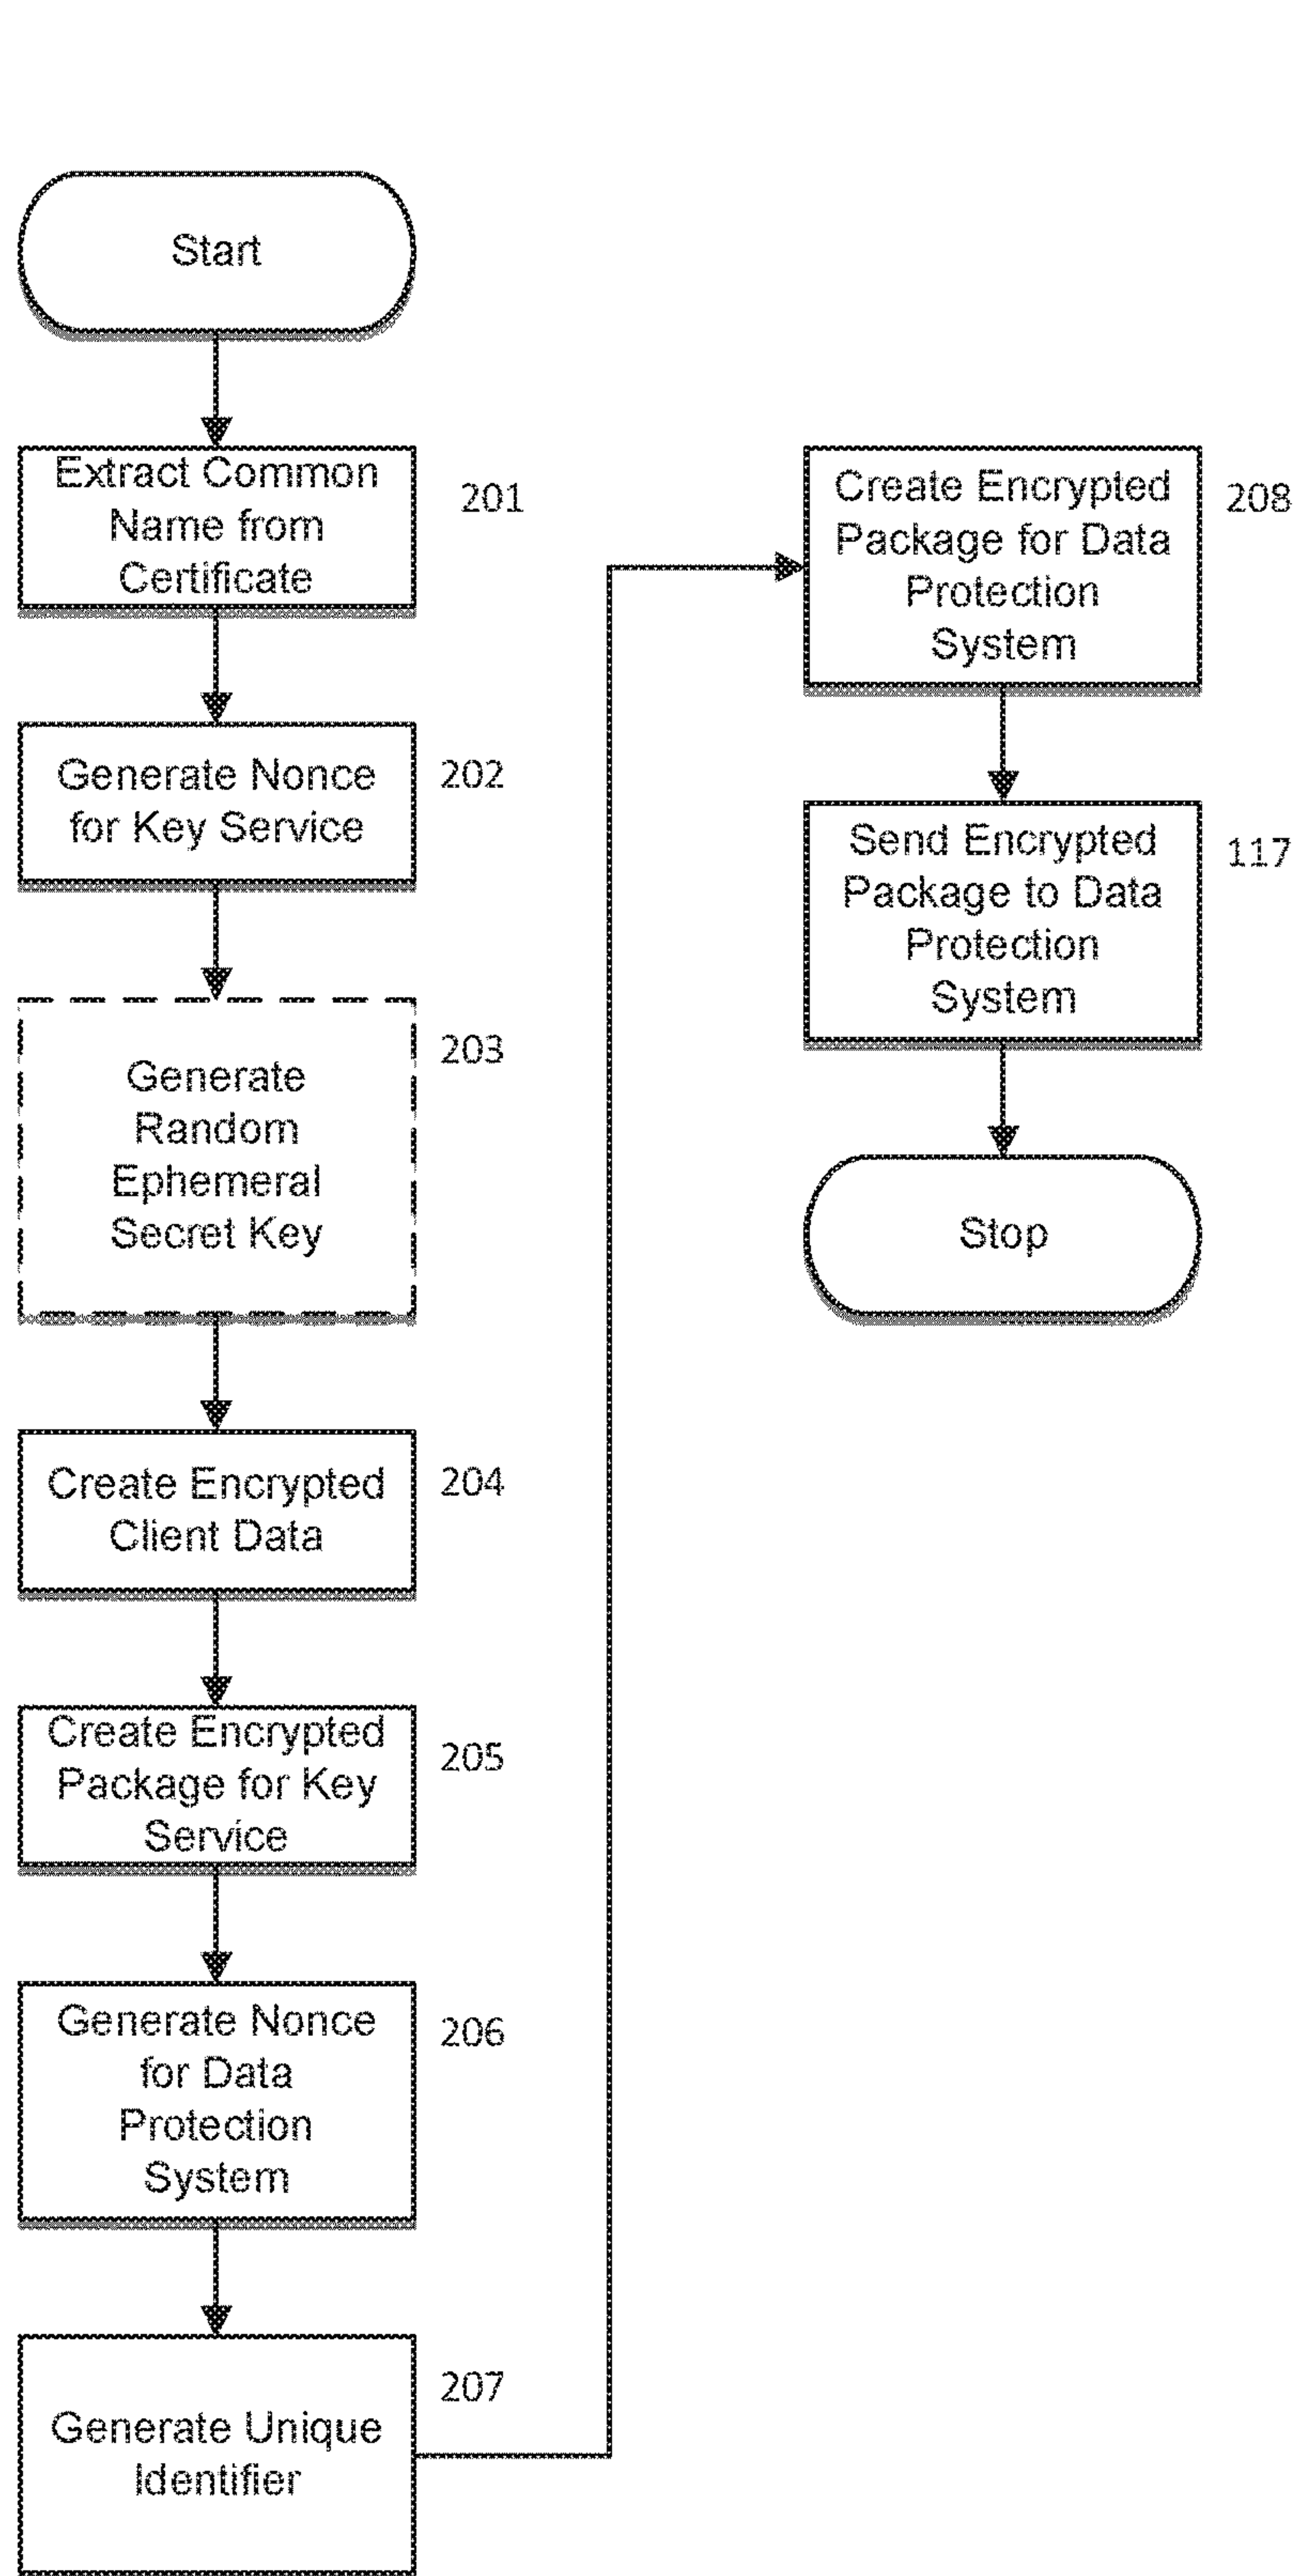 Start
Extract Common
Name from
Certificate
201
Generate Nonce
for Key Service
202
Generate
Random
Ephemeral
Secret Key
203
Create Encrypted
Client Data
204
Create Encrypted
Package for Key
Service
205
Generate Nonce
for Data
Protection
System
206
Generate Unique
Identifier
207
Create Encrypted
Package for Data
Protection
System
208
Send Encrypted
Package to Data
Protection
System
117
Stop